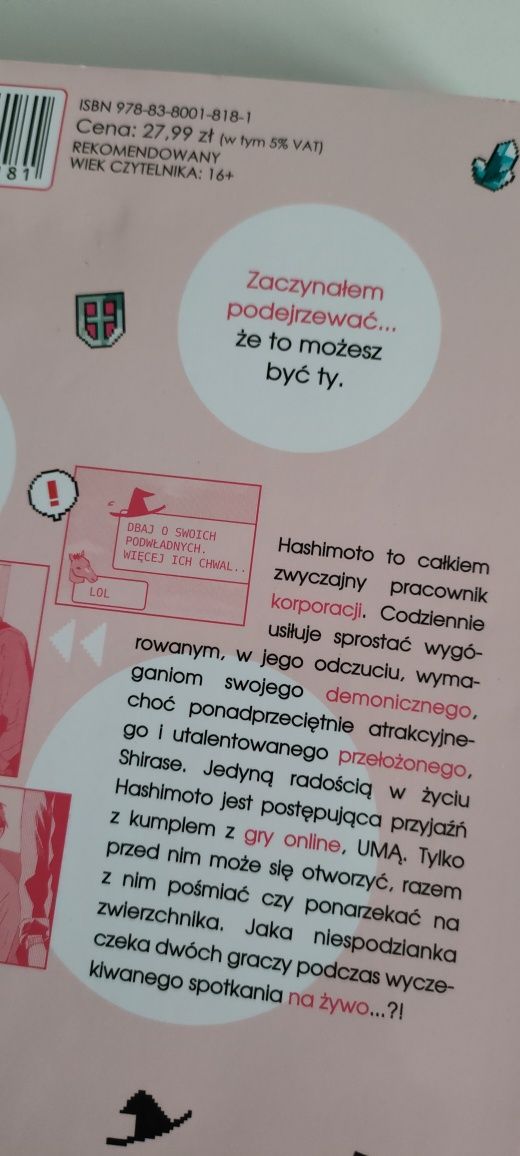 ISBN 978-83-8001-818-1
Cena: 27,99 zł (w tym 5% VAT)
REKOMENDOWANY
WIEK CZYTELNIKA: 16+
81
Zaczynałem
podejrzewać...
że to możesz
być ty.
!
DBAJ O SWOICH
PODWŁADNYCH.
WIĘCEJ ICH CHWAL..
LOL
Hashimoto to całkiem
zwyczajny pracownik
korporacji. Codziennie
usiłuje sprostać wygó-
rowanym, w jego odczuciu, wyma-
ganiom swojego demonicznego,
choć ponadprzeciętnie atrakcyjne-
go i utalentowanego przełożonego,
Shirase. Jedyną radością w życiu
Hashimoto jest postępująca przyjaźń
z kumplem z gry online, UMĄ. Tylko
przed nim może się otworzyć, razem
z nim pośmiać czy ponarzekać na
zwierzchnika. Jaka niespodzianka
czeka dwóch graczy podczas wycze-
kiwanego spotkania na żywo...?!